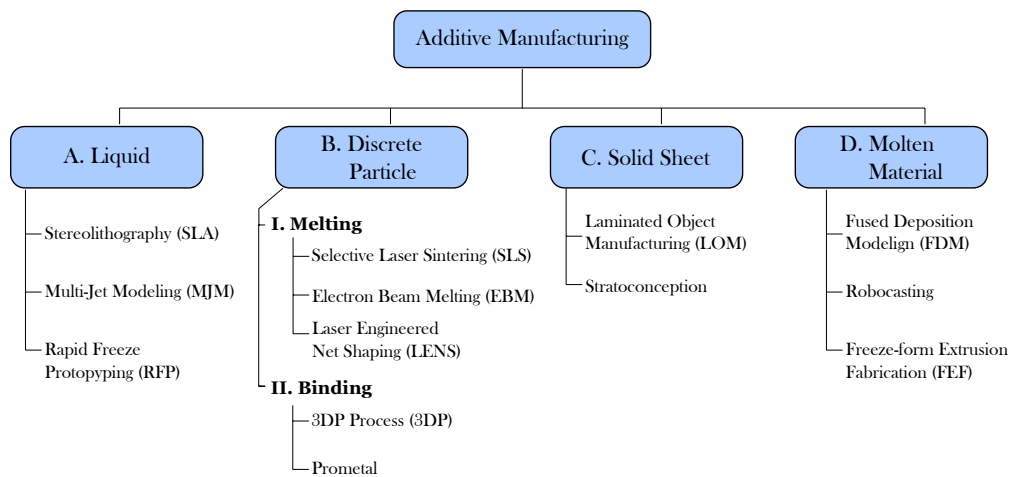 Additive Manufacturing
A. Liquid
Stereolithography (SLA)
Multi-Jet Modeling (MJM)
Rapid Freeze
Protopyping (RFP)
B. Discrete
Particle
I. Melting
Selective Laser Sintering (SLS)
Electron Beam Melting (EBM)
Laser Engineered
Net Shaping (LENS)
II. Binding
3DP Process (3DP)
Prometal
C. Solid Sheet
Laminated Object
Manufacturing (LOM)
Stratoconception
D. Molten
Material
Fused Deposition
Modelign (FDM)
Robocasting
Freeze-form Extrusion
Fabrication (FEF)